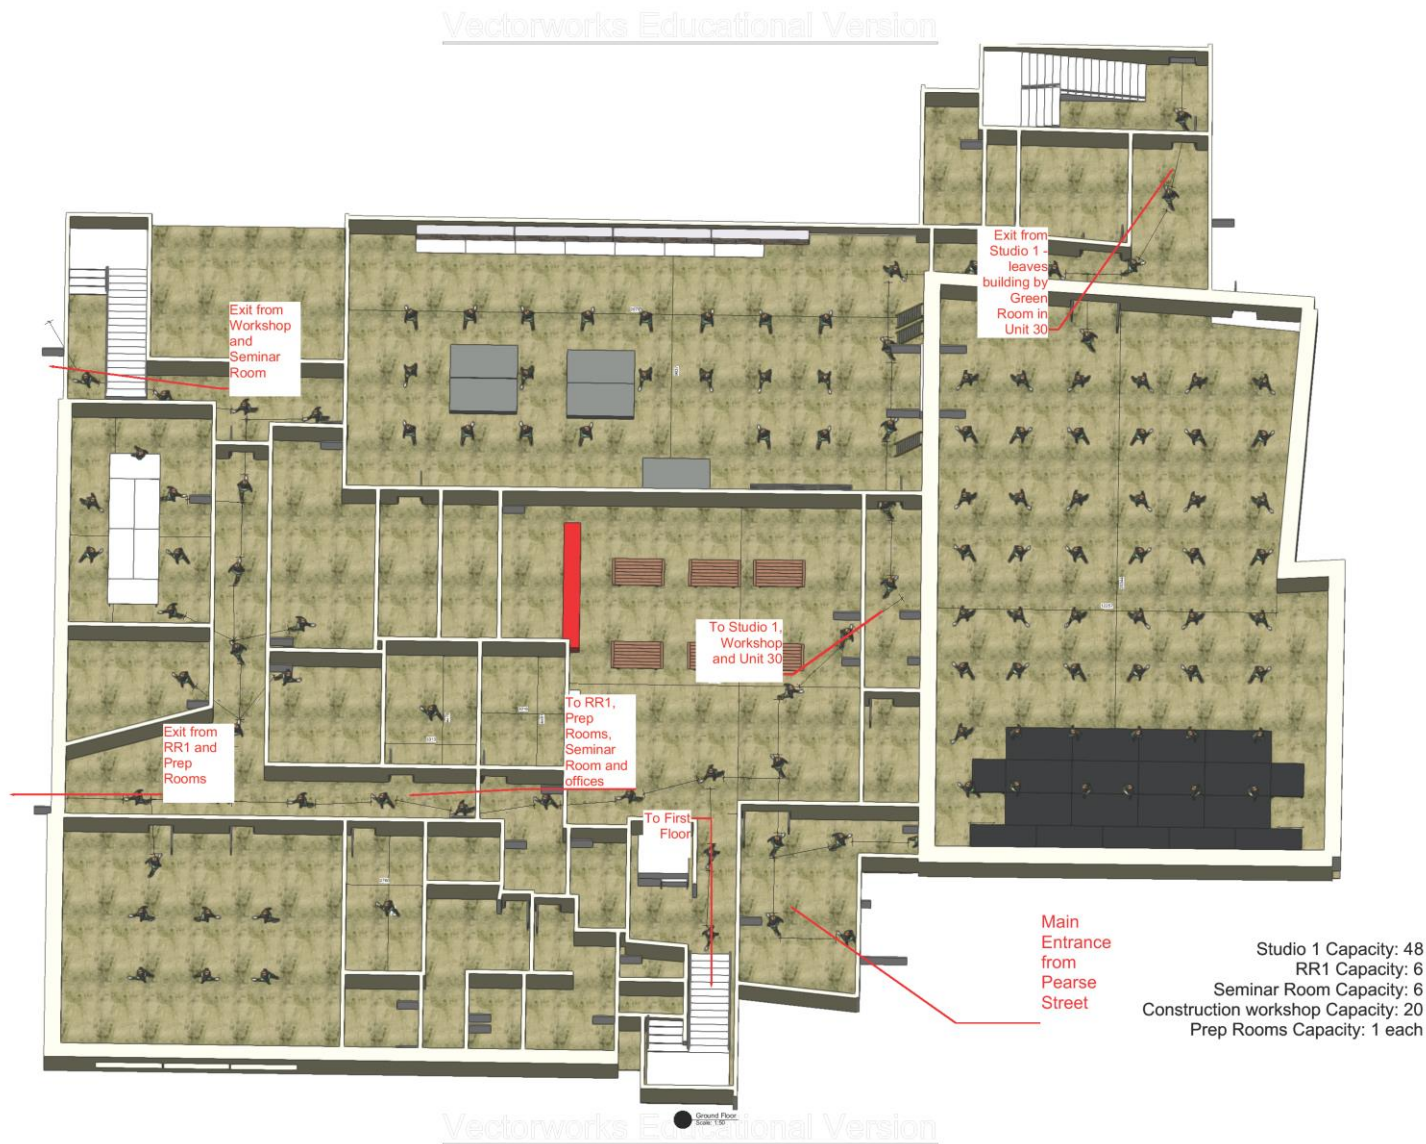 Vectorworks Educational Version
Exit from
Studio 1 -
leaves
building by
Green
Room in
Unit 30
Exit from
Workshop
and
Seminar
Room
To Studio 1,
Workshop
and Unit 30
To RR1,
Prep
Rooms,
Seminar
Room and
offices
Exit from
RR1 and
Prep
Rooms
To First
Floor
Main
Entrance
from
Pearse
Street
Studio 1 Capacity: 48
RR1 Capacity: 6
Seminar Room Capacity: 6
Construction workshop Capacity: 20
Prep Rooms Capacity: 1 each
Ground Floor
Scale: 1:50
Vectorworks Educational Version